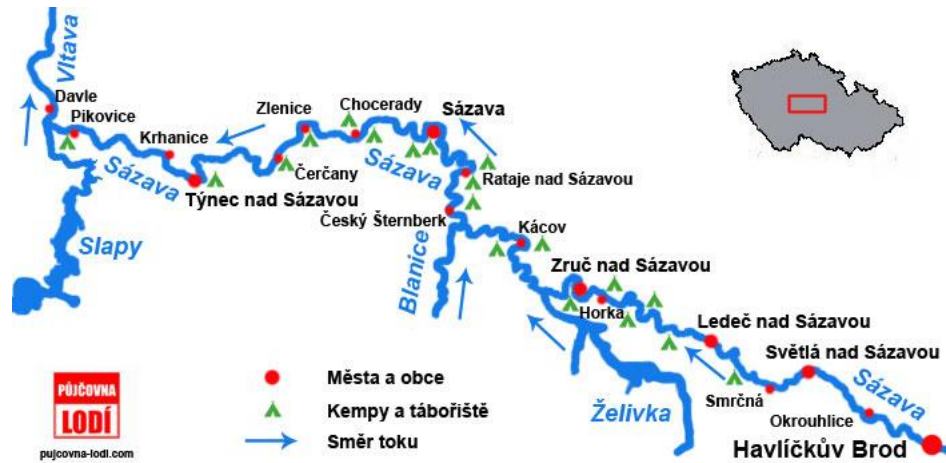 Vltava
Davle
Pikovice
Krhanice
Zlenice
Chocerady
Sázava
Sázava
Týnec nad Sázavou
Čerčany
Sázava
Rataje nad Sázavou
Český Šternberk
Slapy
Blanice
Kácov
Zruč nad Sázavou
Horka
Ledeč nad Sázavou
Světlá nad Sázavou
Sázava
Želivka
Smrčná
Okrouhlice
Havlíčkův Brod
PŮJČOVNA
LODÍ
pujcovna-lodi.com
Města a obce
Kempy a tábořiště
Směr toku